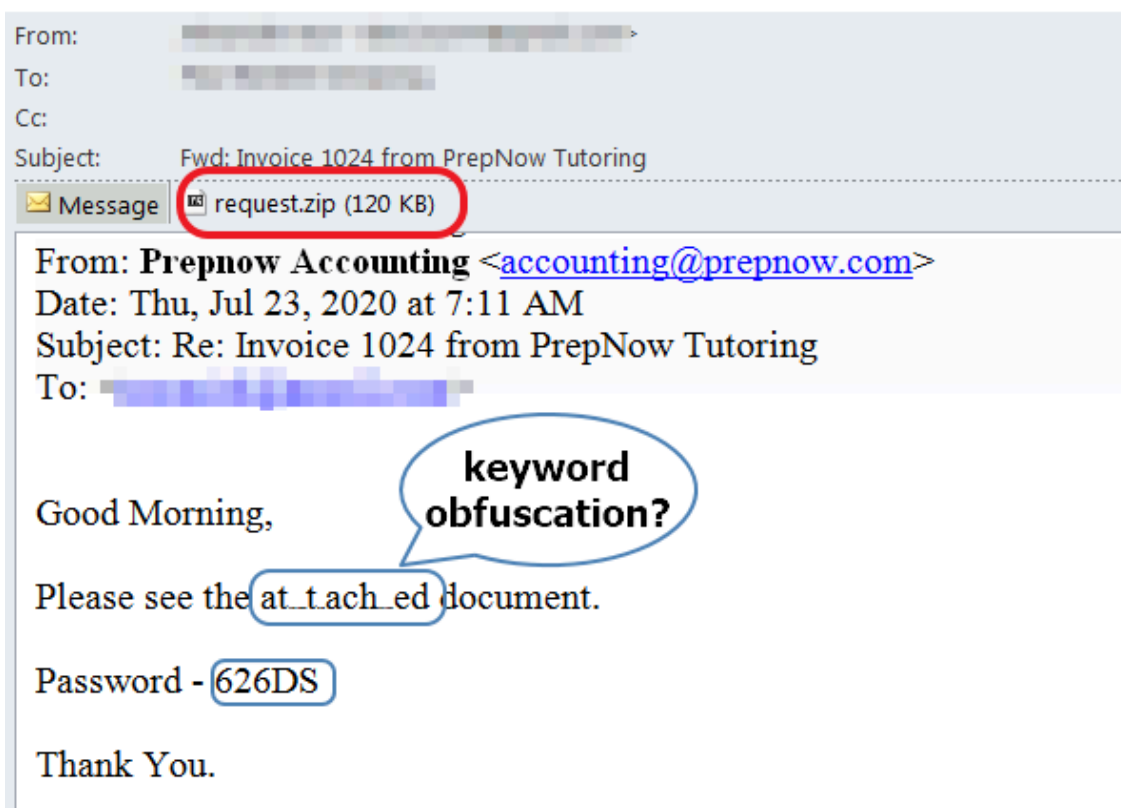 From:
To:
Cc:
Subject: Fwd: Invoice 1024 from PrepNow Tutoring
Message request.zip (120 KB)
From: Prepnow Accounting <accounting@prepnow.com>
Date: Thu, Jul 23, 2020 at 7:11 AM
Subject: Re: Invoice 1024 from PrepNow Tutoring
To:
keyword
obfuscation?
Good Morning,
Please see the at_t.ach_ed document.
Password - 626DS
Thank You.